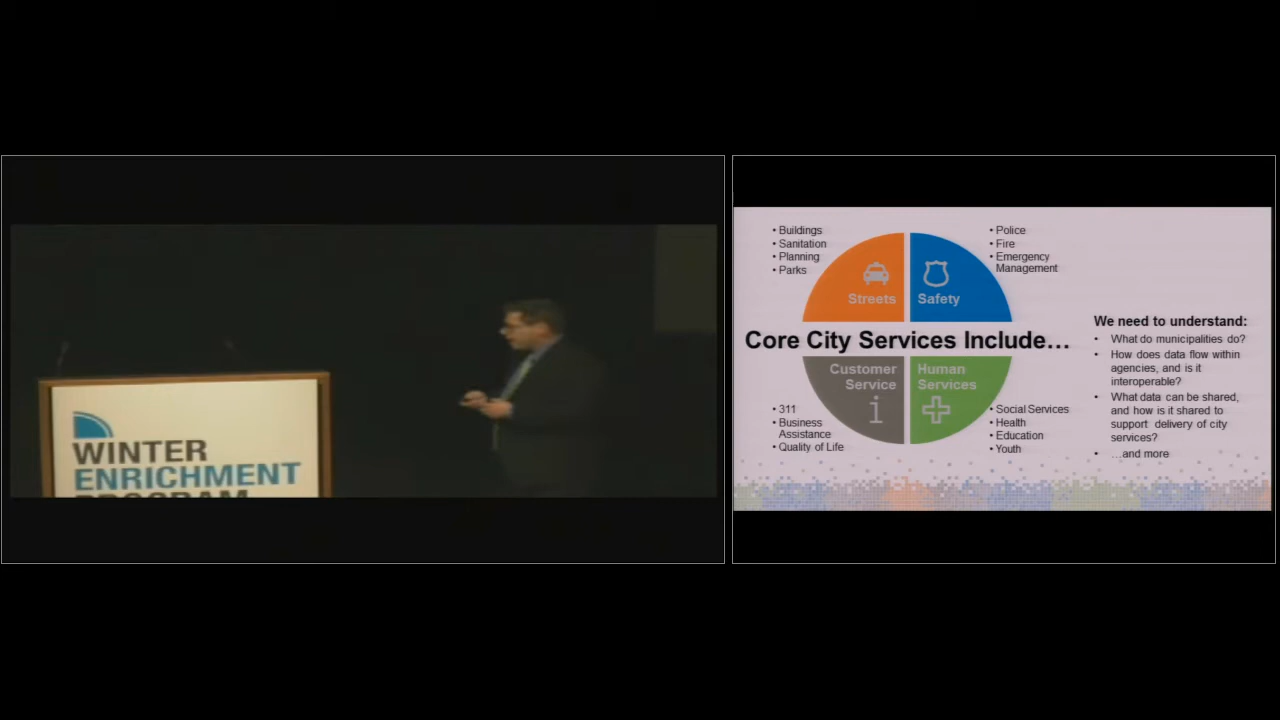 WINTER
ENRICHMENT
PROGRAM
• Buildings
• Sanitation
• Planning
• Parks
Streets
Safety
• Police
• Fire
• Emergency
Management
Core City Services Include…
Customer
Service
Human
Services
• 311
• Business
Assistance
• Quality of Life
• Social Services
• Health
• Education
• Youth
We need to understand:
• What do municipalities do?
• How does data flow within
agencies, and is it
interoperable?
• What data can be shared,
and how is it shared to
support delivery of city
services?
• …and more